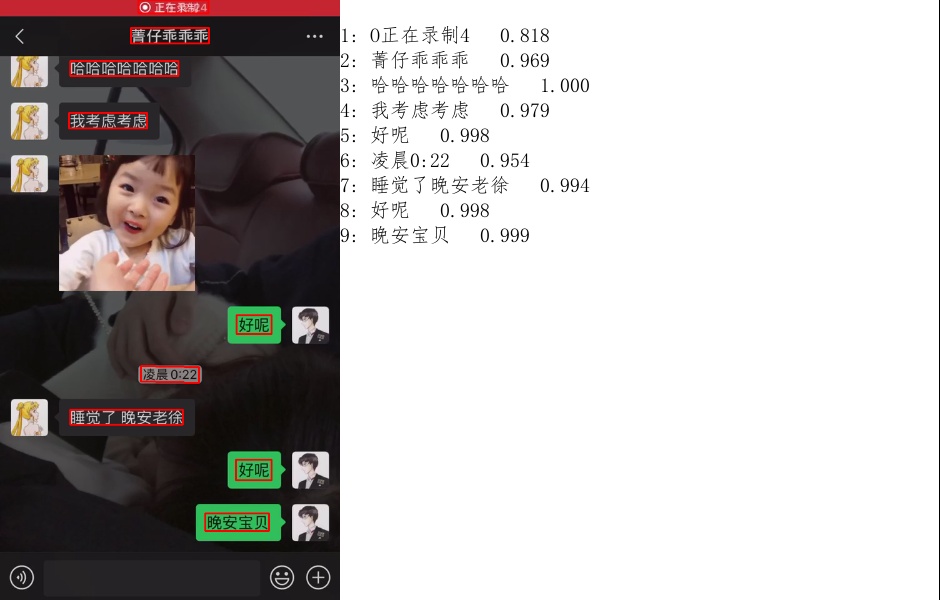 正在录制
菁仔乖乖乖
哈哈哈哈哈哈哈
我考虑考虑
好呢
凌晨0:22
睡觉了 晚安老徐
好呢
晚安宝贝
1: O正在录制4 0.818
2: 菁仔乖乖乖 0.969
3: 哈哈哈哈哈哈哈 1.000
4: 我考虑考虑 0.979
5: 好呢 0.998
6: 凌晨0:22 0.954
7: 睡觉了晚安老徐 0.994
8: 好呢 0.998
9: 晚安宝贝 0.999